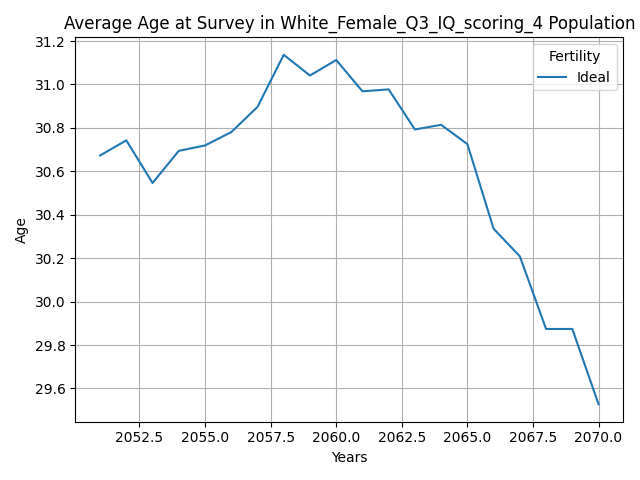 Average Age at Survey in White_Female_Q3_IQ_scoring_4 Population
Fertility
Ideal
31.2
31.0
30.8
30.6
30.4
30.2
30.0
29.8
29.6
Age
2052.5 2055.0 2057.5 2060.0 2062.5 2065.0 2067.5 2070.0
Years